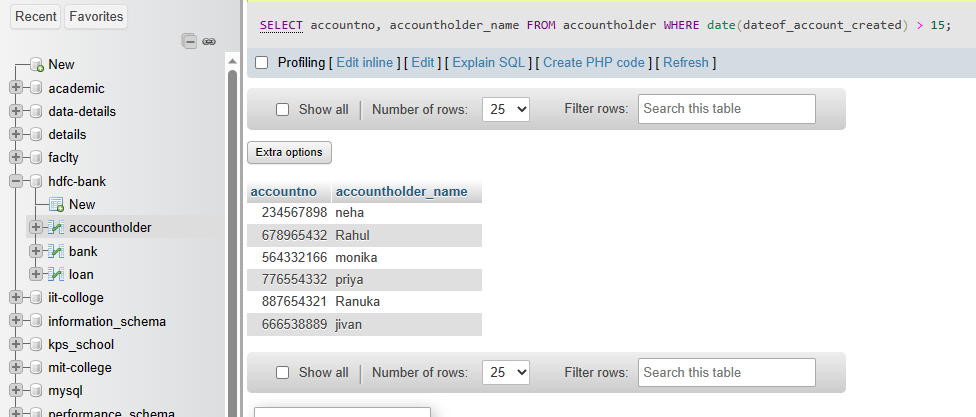 Recent Favorites
New
academic
data-details
details
faclty
hdfc-bank
New
accountholder
bank
loan
iit-colloge
information_schema
kps_school
mit-college
mysql
performance_schema
SELECT accountno, accountholder_name FROM accountholder WHERE date(dateof_account_created) > 15;
Profiling [ Edit inline ] [ Edit ] [ Explain SQL ] [ Create PHP code ] [ Refresh ]
Show all Number of rows: 25 Filter rows: Search this table
Extra options
accountno accountholder_name
234567898 neha
678965432 Rahul
564332166 monika
776554332 priya
887654321 Ranuka
666538889 jivan
Show all Number of rows: 25 Filter rows: Search this table